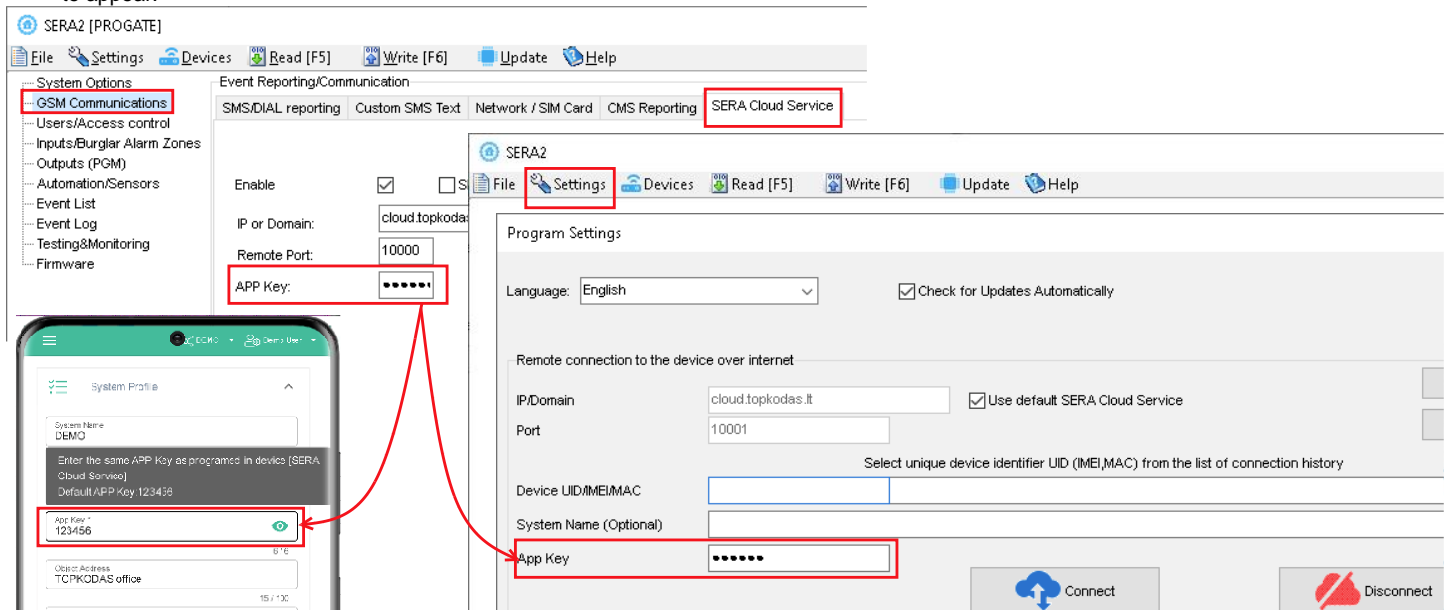 to appear.
SERA2 [PROGATE]
File Settings Devices Read [F5] Write [F6] Update Help
System Options
GSM Communications
Users/Access control
Inputs/Burglar Alarm Zones
Outputs (PGM)
Automation/Sensors
Event List
Event Log
Testing&Monitoring
Firmware
Event Reporting/Communication
SMS/DIAL reporting Custom SMS Text Network / SIM Card CMS Reporting SERA Cloud Service
Enable S
IP or Domain: cloud.topkodas
Remote Port: 10000
APP Key: ••••••
SERA2
File Settings Devices Read [F5] Write [F6] Update Help
Program Settings
Language: English Check for Updates Automatically
Remote connection to the device over internet
IP/Domain cloud.topkodas.lt Use default SERA Cloud Service
Port 10001
Select unique device identifier UID (IMEI,MAC) from the list of connection history
Device UID/IMEI/MAC
System Name (Optional)
App Key ••••••
Connect Disconnect
DEMO Demo User
System Profile
System Name
DEMO
Enter the same APP Key as programed in device [SERA
Cloud Service]
Default APP Key:123456
App Key *
123456
6 / 6
Object Address
TOPKODAS office
15 / 100